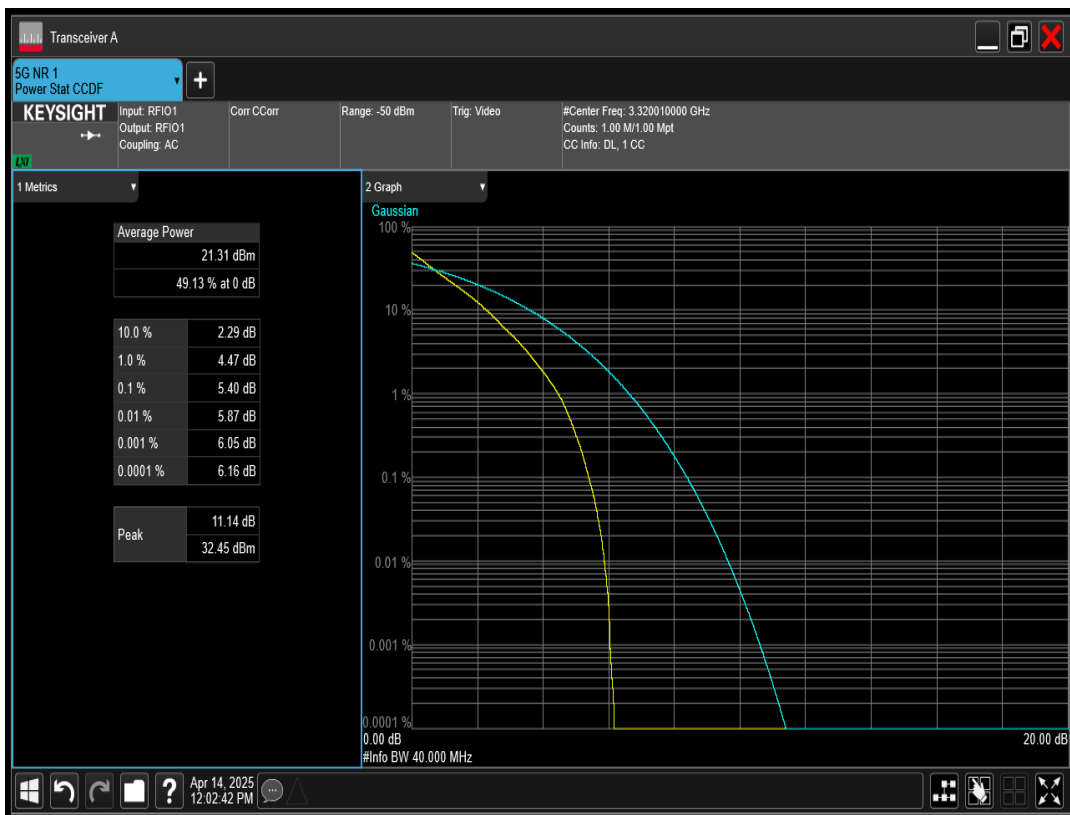 Transceiver A
5G NR 1
Power Stat CCDF
+
KEYSIGHT
LXI
Input: RFIO1
Output: RFIO1
Coupling: AC
Corr CCorr
Range: -50 dBm
Trig: Video
#Center Freq: 3.320010000 GHz
Counts: 1.00 M/1.00 Mpt
CC Info: DL, 1 CC
1 Metrics
Average Power
21.31 dBm
49.13 % at 0 dB
10.0 % 2.29 dB
1.0 % 4.47 dB
0.1 % 5.40 dB
0.01 % 5.87 dB
0.001 % 6.05 dB
0.0001 % 6.16 dB
Peak
11.14 dB
32.45 dBm
2 Graph
Gaussian
100 %
10 %
1 %
0.1 %
0.01 %
0.001 %
0.0001 %
0.00 dB 20.00 dB
#Info BW 40.000 MHz
?
Apr 14, 2025
12:02:42 PM